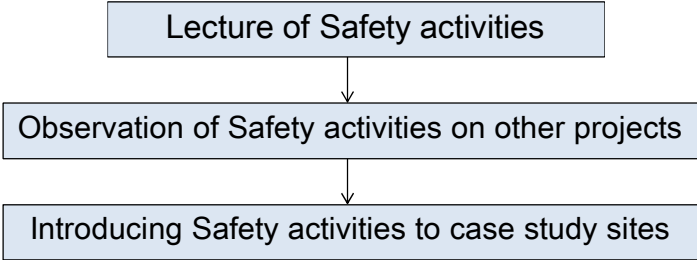 Lecture of Safety activities
Observation of Safety activities on other projects
Introducing Safety activities to case study sites